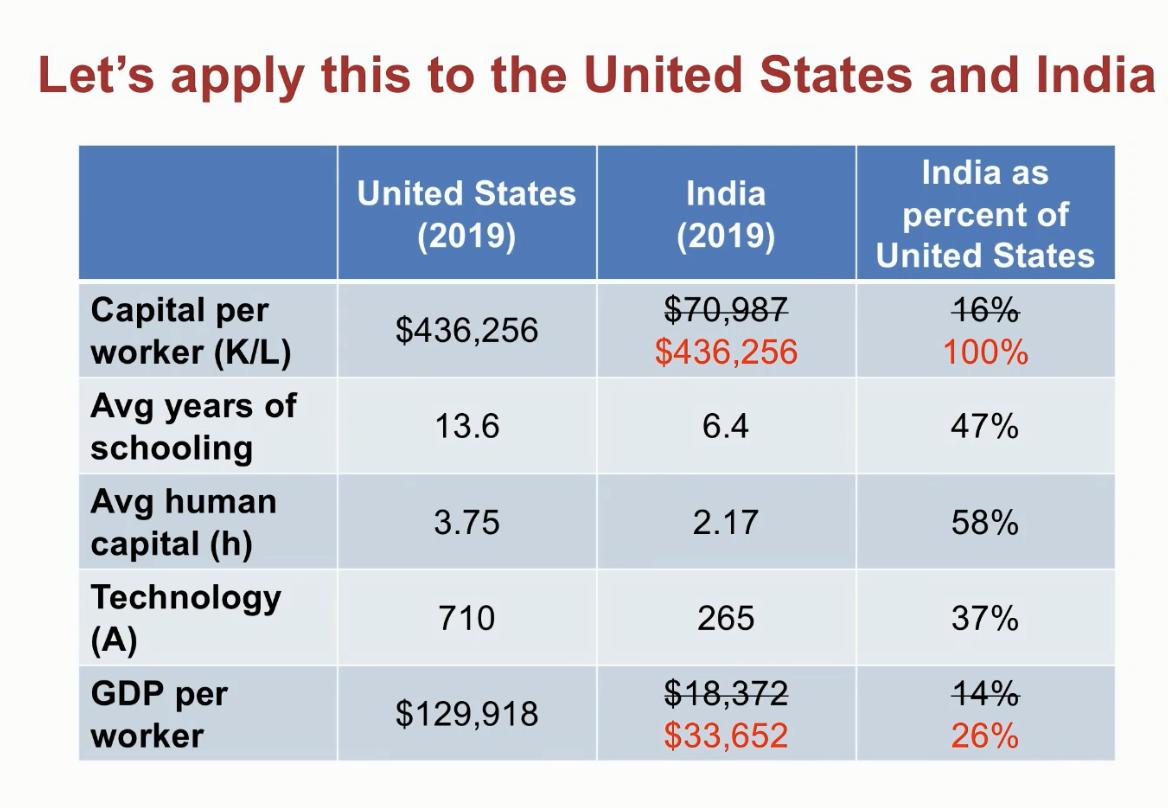 Let's apply this to the United States and India
United States
(2019)
India
(2019)
India as
percent of
United States
Capital per
worker (K/L)
$436,256
$70,987
$436,256
16%
100%
Avg years of
schooling
13.6
6.4
47%
Avg human
capital (h)
3.75
2.17
58%
Technology
(A)
710
265
37%
GDP per
worker
$129,918
$18,372
$33,652
14%
26%